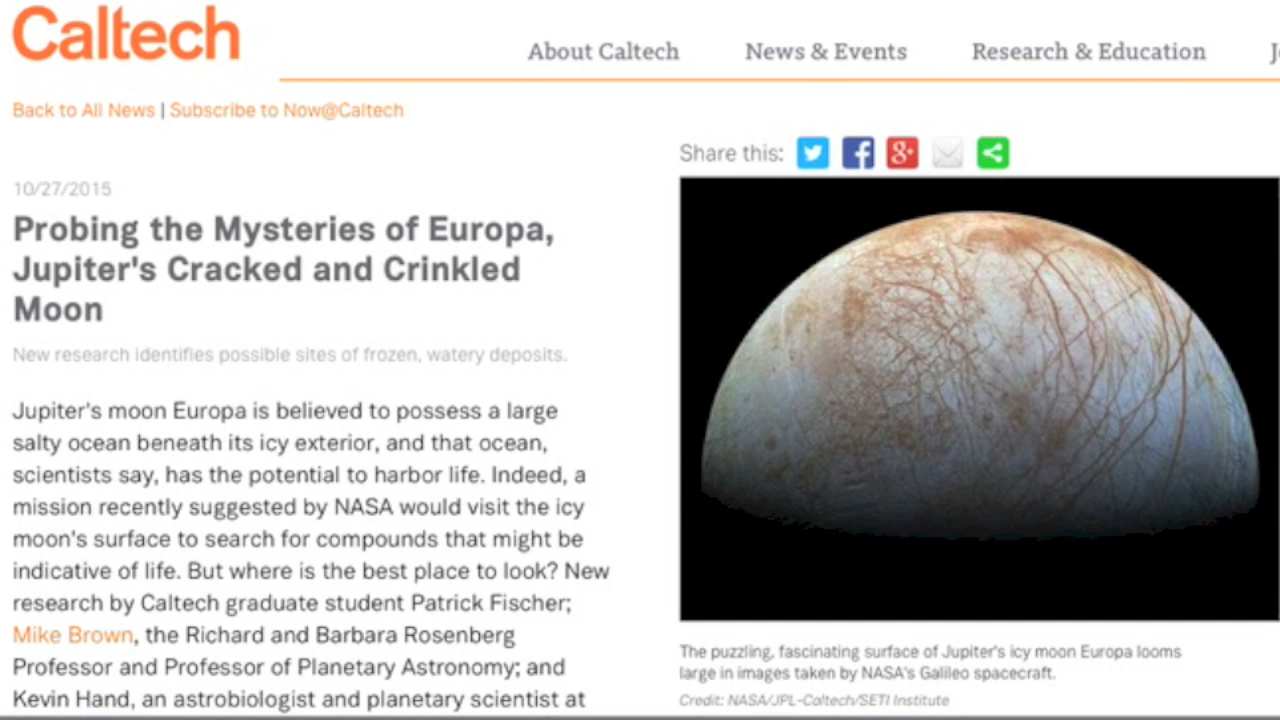 Caltech
About Caltech News & Events Research & Education
Back to All News | Subscribe to Now@Caltech
Share this:
10/27/2015
Probing the Mysteries of Europa,
Jupiter's Cracked and Crinkled
Moon
New research identifies possible sites of frozen, watery deposits.
Jupiter's moon Europa is believed to possess a large
salty ocean beneath its icy exterior, and that ocean,
scientists say, has the potential to harbor life. Indeed, a
mission recently suggested by NASA would visit the icy
moon's surface to search for compounds that might be
indicative of life. But where is the best place to look? New
research by Caltech graduate student Patrick Fischer;
Mike Brown, the Richard and Barbara Rosenberg
Professor and Professor of Planetary Astronomy; and
Kevin Hand, an astrobiologist and planetary scientist at
The puzzling, fascinating surface of Jupiter's icy moon Europa looms
large in images taken by NASA's Galileo spacecraft.
Credit: NASA/JPL-Caltech/SETI Institute